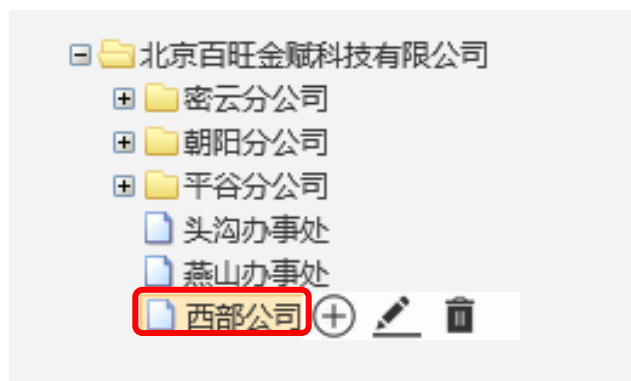 北京百旺金赋科技有限公司
密云分公司
朝阳分公司
平谷分公司
头沟办事处
燕山办事处
西部公司